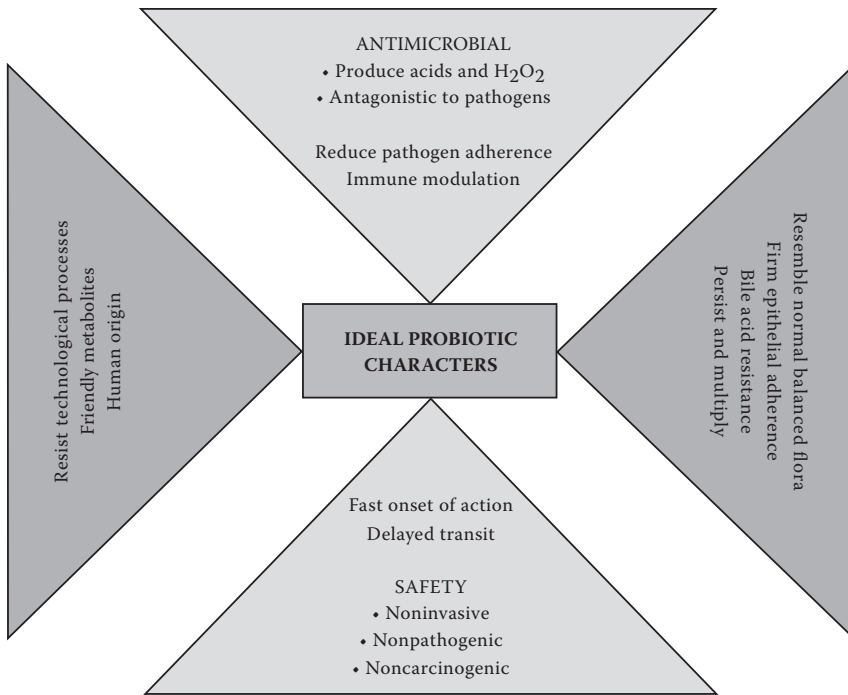 ANTIMICROBIAL
• Produce acids and H₂O₂
• Antagonistic to pathogens
Reduce pathogen adherence
Immune modulation
Resist technological processes
Friendly metabolites
Human origin
IDEAL PROBIOTIC
CHARACTERS
Resemble normal balanced flora
Firm epithelial adherence
Bile acid resistance
Persist and multiply
Fast onset of action
Delayed transit
SAFETY
• Noninvasive
• Nonpathogenic
• Noncarcinogenic